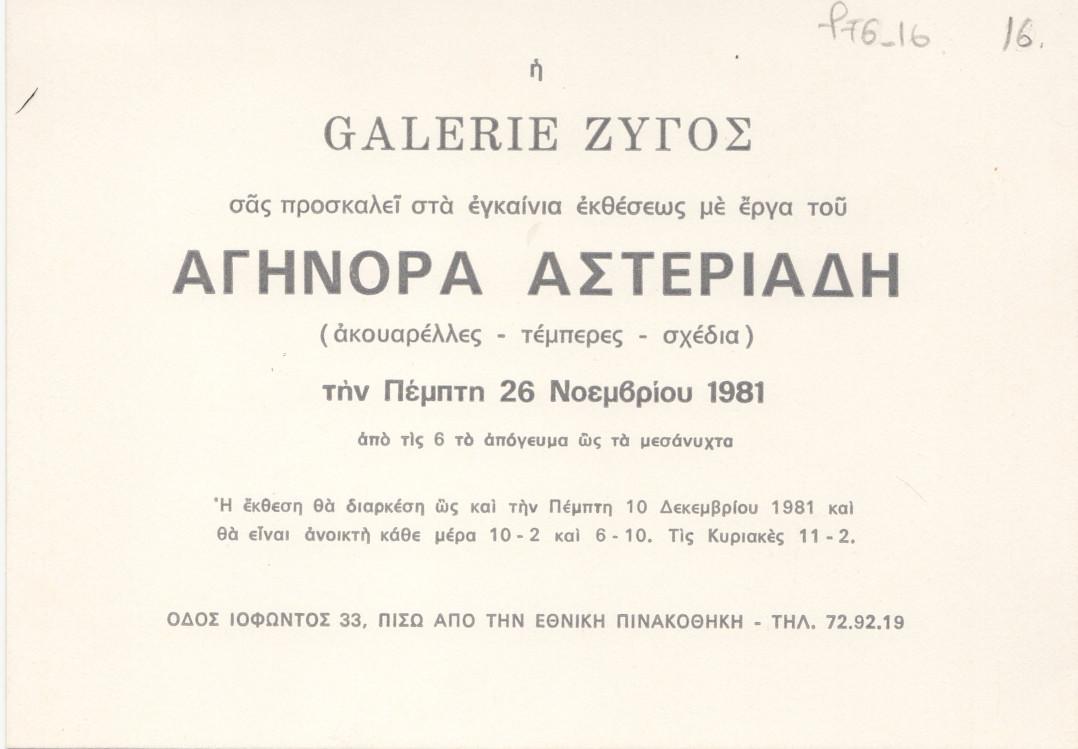 16.
ἡ
GALERIE ΖΥΓΟΣ
σᾶς προσκαλεῖ στὰ ἐγκαίνια ἐκθέσεως μὲ ἔργα τοῦ
ΑΓΗΝΟΡΑ ΑΣΤΕΡΙΑΔΗ
(ἀκουαρέλλες - τέμπερες - σχέδια)
τὴν Πέμπτη 26 Νοεμβρίου 1981
ἀπὸ τὶς 6 τὸ ἀπόγευμα ὣς τὰ μεσάνυχτα
Ἡ ἔκθεση θὰ διαρκέση ὣς καὶ τὴν Πέμπτη 10 Δεκεμβρίου 1981 καὶ
θὰ εἶναι ἀνοικτὴ κάθε μέρα 10 - 2 καὶ 6 - 10. Τὶς Κυριακὲς 11 - 2.
ΟΔΟΣ ΙΟΦΩΝΤΟΣ 33, ΠΙΣΩ ΑΠΟ ΤΗΝ ΕΘΝΙΚΗ ΠΙΝΑΚΟΘΗΚΗ - ΤΗΛ. 72.92.19